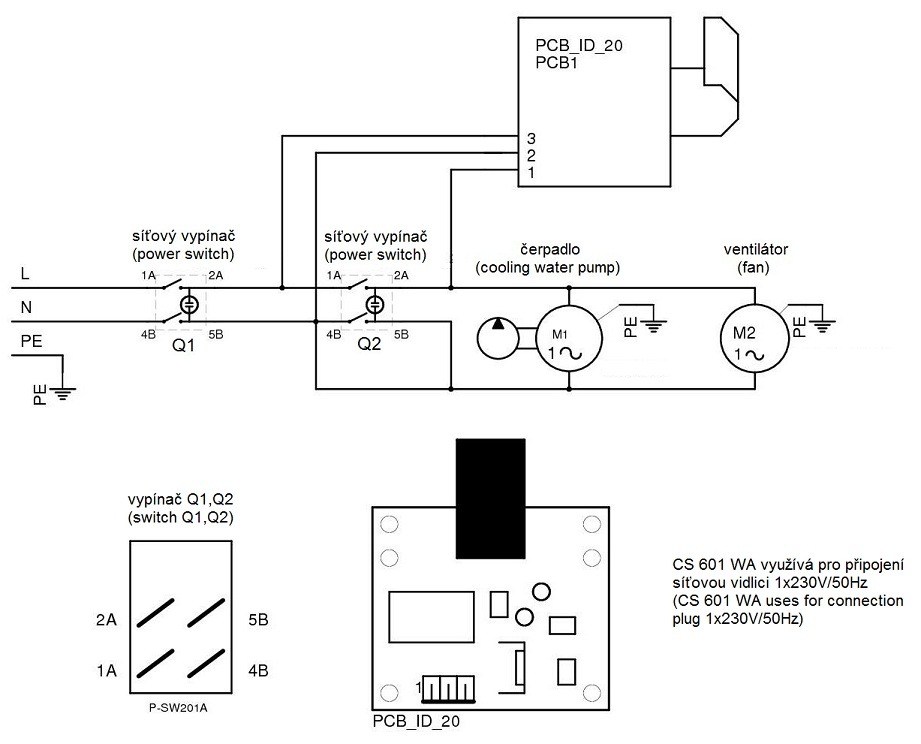 PCB_ID_20
PCB1
3
2
1
síťový vypínač
(power switch)
síťový vypínač
(power switch)
čerpadlo
(cooling water pump)
ventilátor
(fan)
L
1A
2A
1A
2A
N
4B
5B
4B
5B
Q1
Q2
PE
PE
M1
1
PE
M2
1
PE
vypínač Q1,Q2
(switch Q1,Q2)
2A
5B
1A
4B
P-SW201A
1
PCB_ID_20
CS 601 WA využívá pro připojení
síťovou vidlici 1x230V/50Hz
(CS 601 WA uses for connection
plug 1x230V/50Hz)